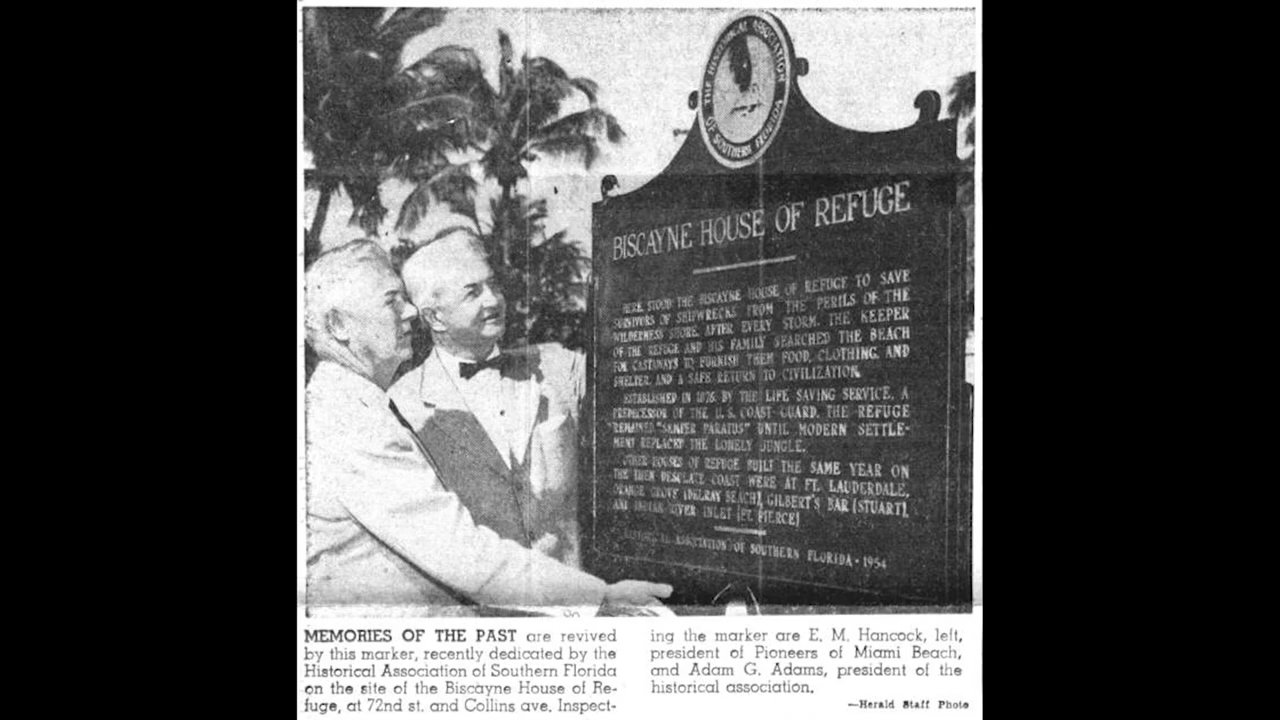 THE HISTORICAL ASSOCIATION
OF SOUTHERN FLORIDA
BISCAYNE HOUSE OF REFUGE
HERE STOOD THE BISCAYNE HOUSE OF REFUGE TO SAVE
SURVIVORS OF SHIPWRECKS FROM THE PERILS OF THE
WILDERNESS SHORE. AFTER EVERY STORM, THE KEEPER
OF THE REFUGE AND HIS FAMILY SEARCHED THE BEACH
FOR CASTAWAYS TO FURNISH THEM FOOD, CLOTHING, AND
SHELTER, AND A SAFE RETURN TO CIVILIZATION.
ESTABLISHED IN 1876, BY THE LIFE SAVING SERVICE, A
PREDECESSOR OF THE U.S. COAST GUARD, THE REFUGE
REMAINED "SEMPER PARATUS" UNTIL MODERN SETTLE-
MENT REPLACED THE LONELY JUNGLE.
OTHER HOUSES OF REFUGE BUILT THE SAME YEAR ON
THE THEN DESOLATE COAST WERE AT FT. LAUDERDALE,
ORANGE GROVE (DELRAY BEACH), GILBERT'S BAR (STUART),
AND INDIAN RIVER INLET (FT. PIERCE)
HISTORICAL ASSOCIATION OF SOUTHERN FLORIDA - 1954
MEMORIES OF THE PAST are revived
by this marker, recently dedicated by the
Historical Association of Southern Florida
on the site of the Biscayne House of Re-
fuge, at 72nd st. and Collins ave. Inspect-
ing the marker are E. M. Hancock, left,
president of Pioneers of Miami Beach,
and Adam G. Adams, president of the
historical association.
—Herald Staff Photo